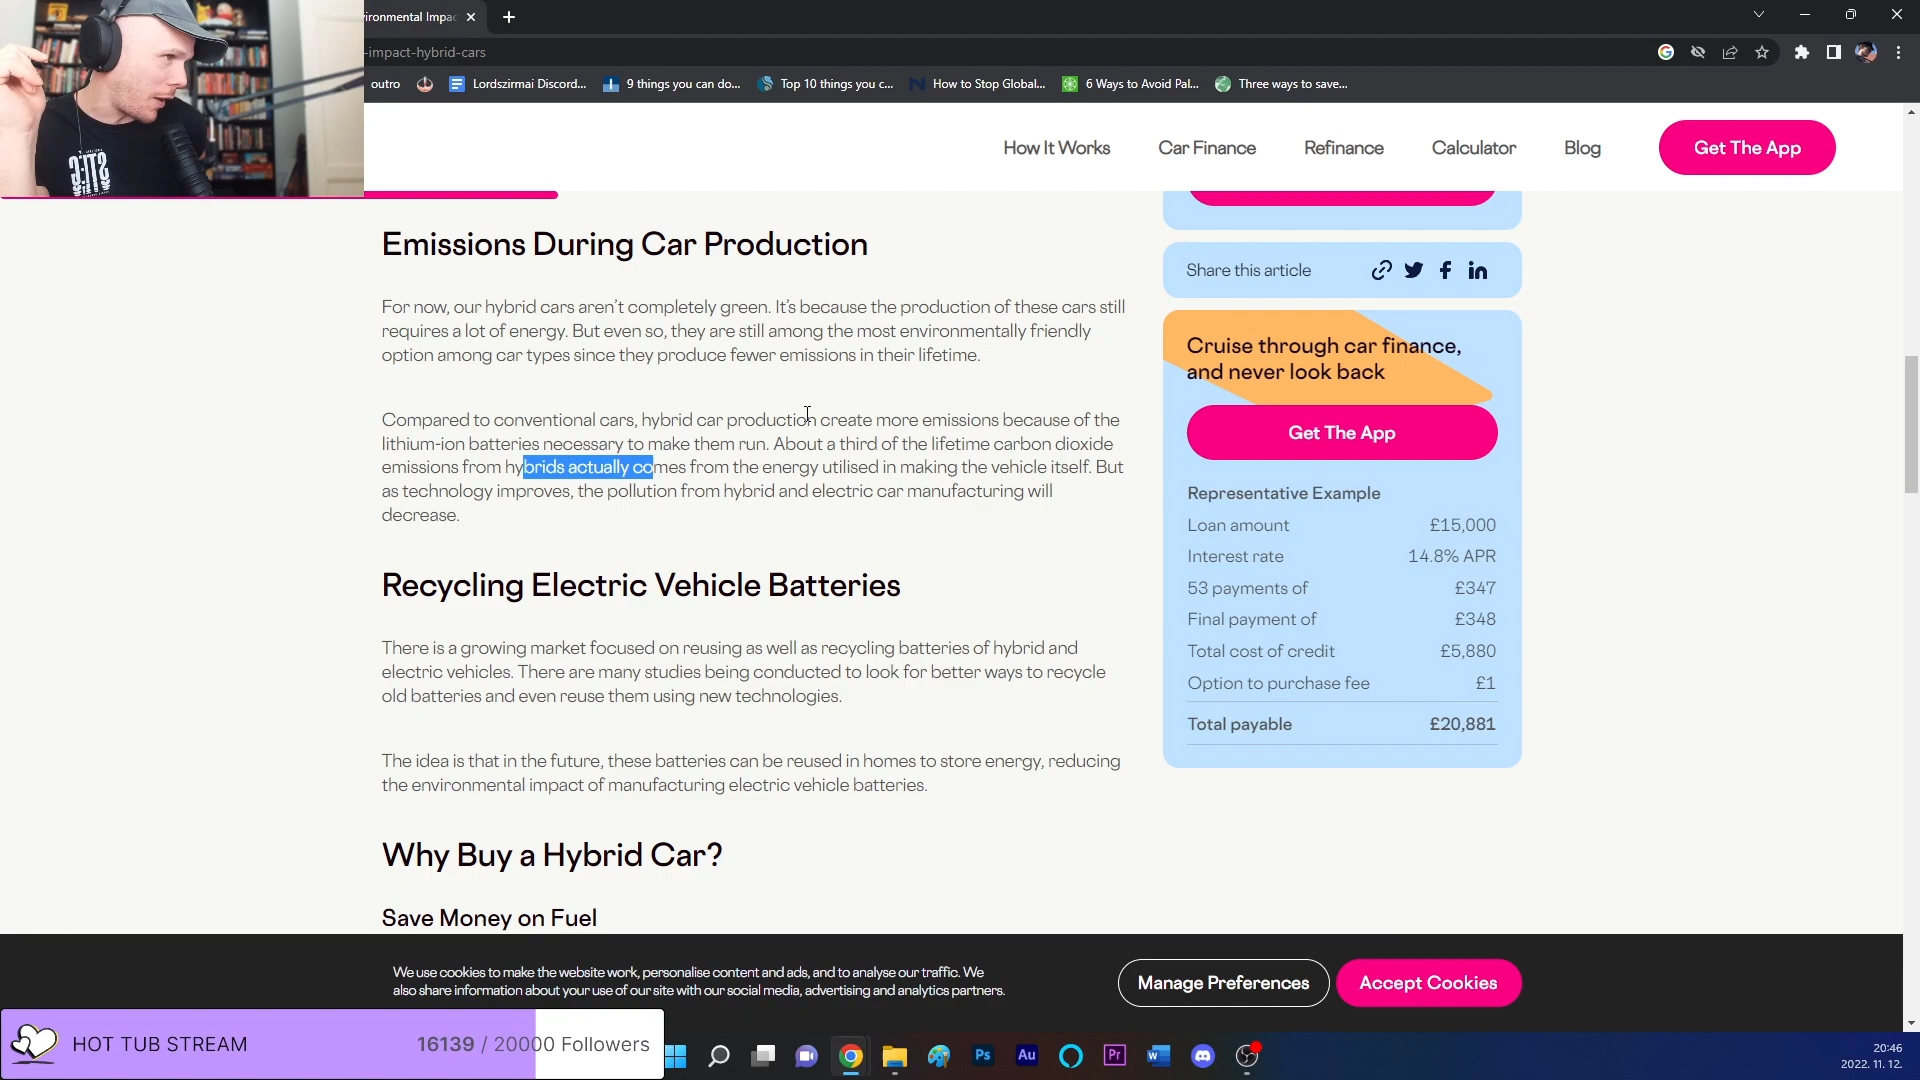 ironmental Impac
-impact-hybrid-cars
outro
Lordszirmai Discord...
9 things you can do...
Top 10 things you c...
How to Stop Global...
6 Ways to Avoid Pal...
Three ways to save...
How It Works
Car Finance
Refinance
Calculator
Blog
Get The App
Emissions During Car Production
For now, our hybrid cars aren’t completely green. It’s because the production of these cars still
requires a lot of energy. But even so, they are still among the most environmentally friendly
option among car types since they produce fewer emissions in their lifetime.
Compared to conventional cars, hybrid car production create more emissions because of the
lithium-ion batteries necessary to make them run. About a third of the lifetime carbon dioxide
emissions from hybrids actually comes from the energy utilised in making the vehicle itself. But
as technology improves, the pollution from hybrid and electric car manufacturing will
decrease.
Recycling Electric Vehicle Batteries
There is a growing market focused on reusing as well as recycling batteries of hybrid and
electric vehicles. There are many studies being conducted to look for better ways to recycle
old batteries and even reuse them using new technologies.
The idea is that in the future, these batteries can be reused in homes to store energy, reducing
the environmental impact of manufacturing electric vehicle batteries.
Why Buy a Hybrid Car?
Save Money on Fuel
Share this article
Cruise through car finance,
and never look back
Get The App
Representative Example
Loan amount £15,000
Interest rate 14.8% APR
53 payments of £347
Final payment of £348
Total cost of credit £5,880
Option to purchase fee £1
Total payable £20,881
We use cookies to make the website work, personalise content and ads, and to analyse our traffic. We
also share information about your use of our site with our social media, advertising and analytics partners.
Manage Preferences
Accept Cookies
HOT TUB STREAM
16139 / 20000 Followers
Ps
Au
Pr
20:46
2022. 11. 12.